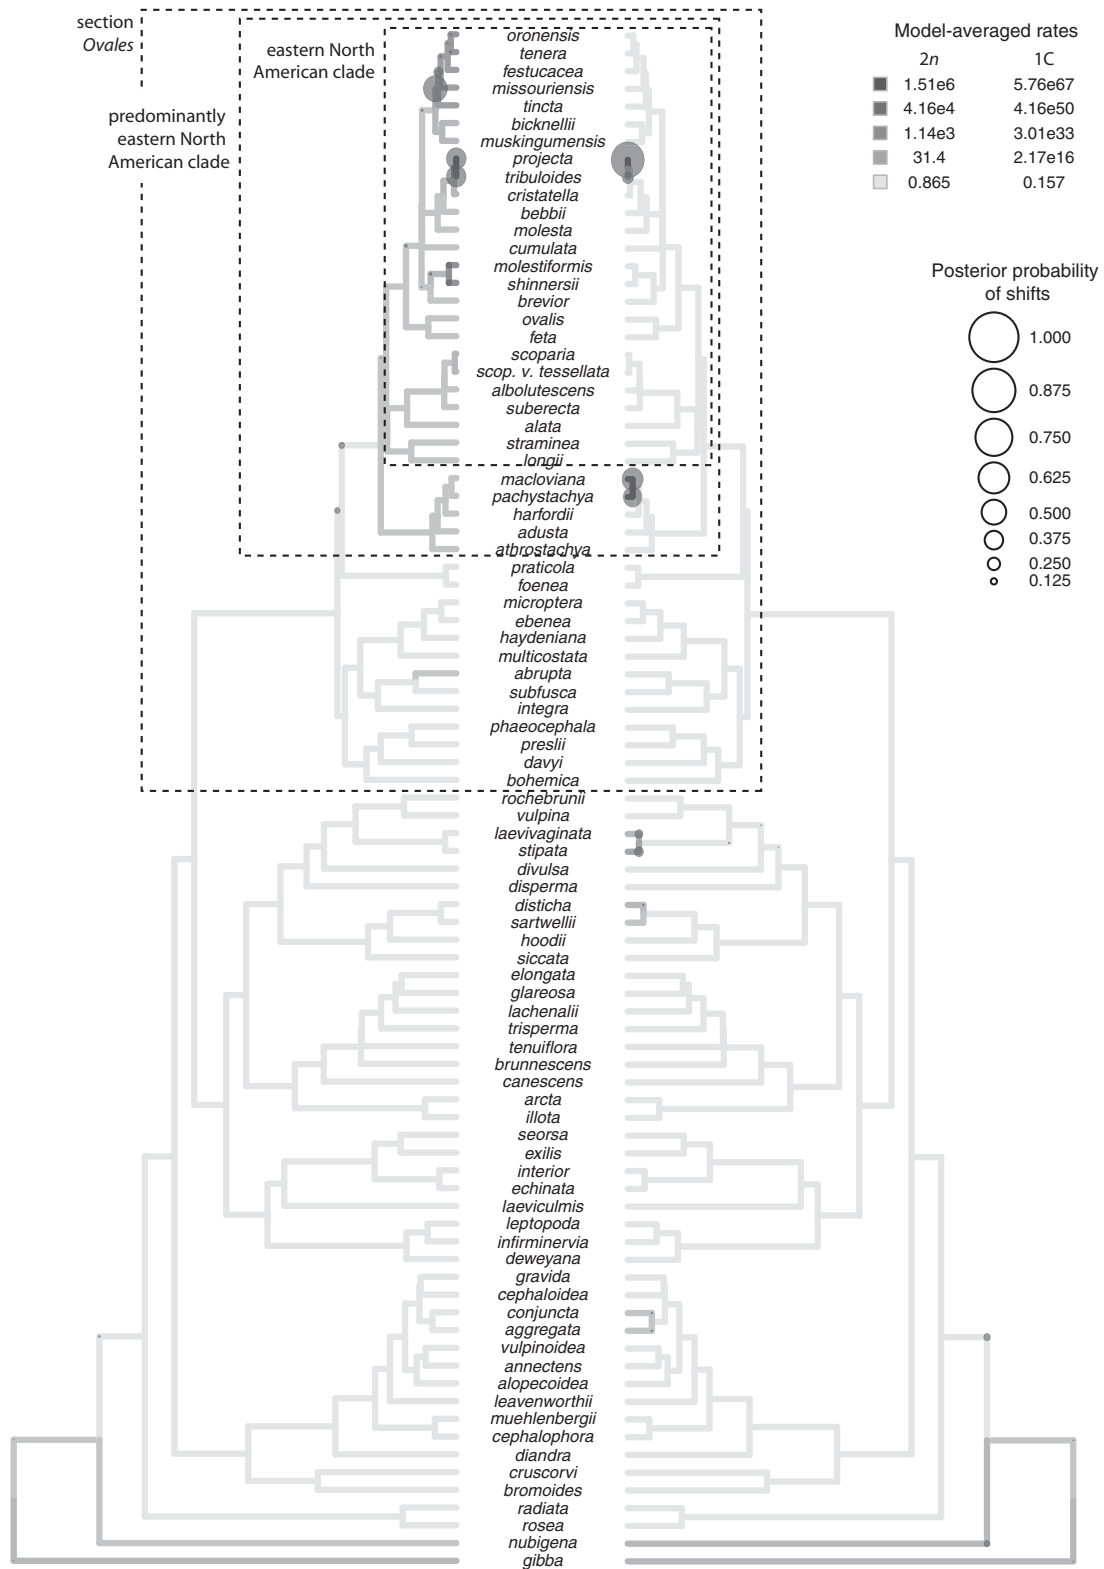 section
Ovales
eastern North
American clade
predominantly
eastern North
American clade
oronensis
tenera
festucacea
missouriensis
tincta
bicknellii
muskingumensis
projecta
tribuloides
cristatella
bebbii
molesta
cumulata
molestiformis
shinnersii
brevior
ovalis
feta
scoparia
scop. v. tessellata
albolutescens
suberecta
alata
straminea
longii
macloviana
pachystachya
harfordii
adusta
athrostachya
praticola
foenea
microptera
ebenea
haydeniana
multicostata
abrupta
subfusca
integra
phaeocephala
preslii
davyi
bohemica
rochebrunii
vulpina
laevivaginata
stipata
divulsa
disperma
disticha
sartwellii
hoodii
siccata
elongata
glareosa
lachenalii
trisperma
tenuiflora
brunnescens
canescens
arcta
illota
seorsa
exilis
interior
echinata
laeviculmis
leptopoda
infirminervia
deweyana
gravida
cephaloidea
conjuncta
aggregata
vulpinoidea
annectens
alopecoidea
leavenworthii
muehlenbergii
cephalophora
diandra
cruscorvi
bromoides
radiata
rosea
nubigena
gibba
Model-averaged rates
2n 1C
1.51e6 5.76e67
4.16e4 4.16e50
1.14e3 3.01e33
31.4 2.17e16
0.865 0.157
Posterior probability
of shifts
1.000
0.875
0.750
0.625
0.500
0.375
0.250
0.125